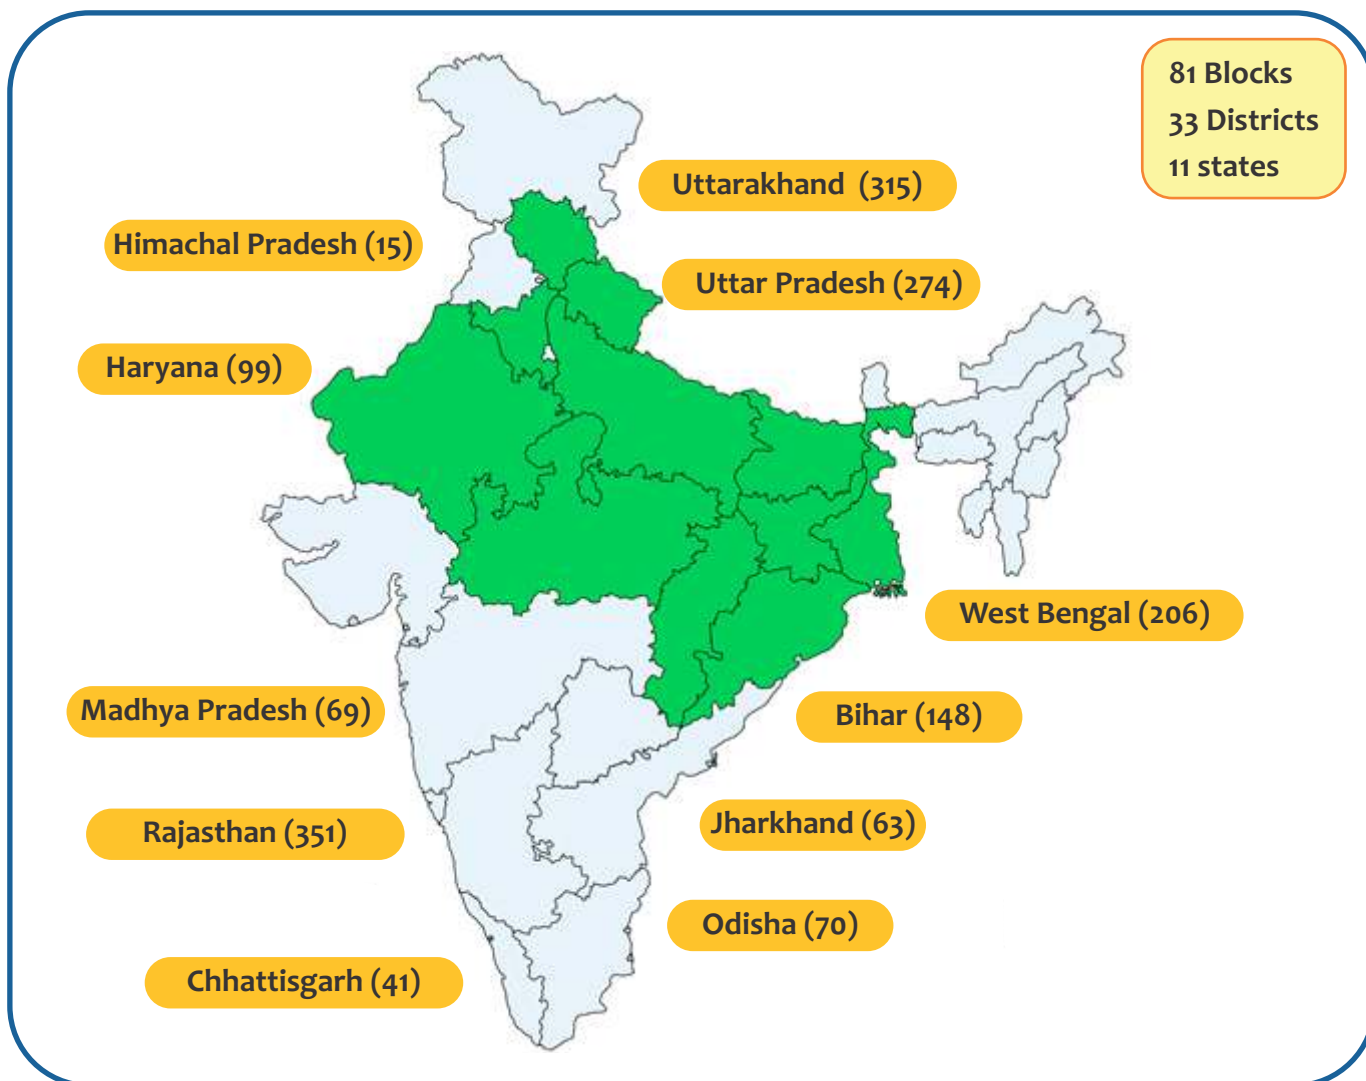 81 Blocks
33 Districts
11 states
Uttarakhand (315)
Himachal Pradesh (15)
Uttar Pradesh (274)
Haryana (99)
West Bengal (206)
Madhya Pradesh (69)
Bihar (148)
Rajasthan (351)
Jharkhand (63)
Odisha (70)
Chhattisgarh (41)